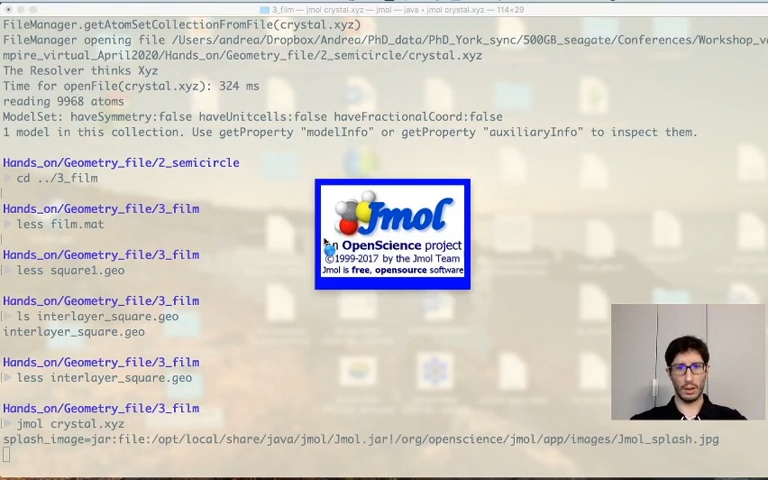 3_film — jmol crystal.xyz — jmol — java ‹ jmol crystal.xyz — 114×29
FileManager.getAtomSetCollectionFromFile(crystal.xyz)
FileManager opening file /Users/andrea/Dropbox/Andrea/PhD_data/PhD_York_sync/500GB_seagate/Conferences/Workshop_va
mpire_virtual_April2020/Hands_on/Geometry_file/2_semicircle/crystal.xyz
The Resolver thinks Xyz
Time for openFile(crystal.xyz): 324 ms
reading 9968 atoms
ModelSet: haveSymmetry:false haveUnitcells:false haveFractionalCoord:false
1 model in this collection. Use getProperty "modelInfo" or getProperty "auxiliaryInfo" to inspect them.
Hands_on/Geometry_file/2_semicircle
cd ../3_film
Hands_on/Geometry_file/3_film
less film.mat
Hands_on/Geometry_file/3_film
less square1.geo
Hands_on/Geometry_file/3_film
ls interlayer_square.geo
interlayer_square.geo
Hands_on/Geometry_file/3_film
less interlayer_square.geo
Hands_on/Geometry_file/3_film
jmol crystal.xyz
splash_image=jar:file:/opt/local/share/java/jmol/Jmol.jar!/org/openscience/jmol/app/images/Jmol_splash.jpg
Jmol
an OpenScience project
©1999-2017 by the Jmol Team
Jmol is free, opensource software